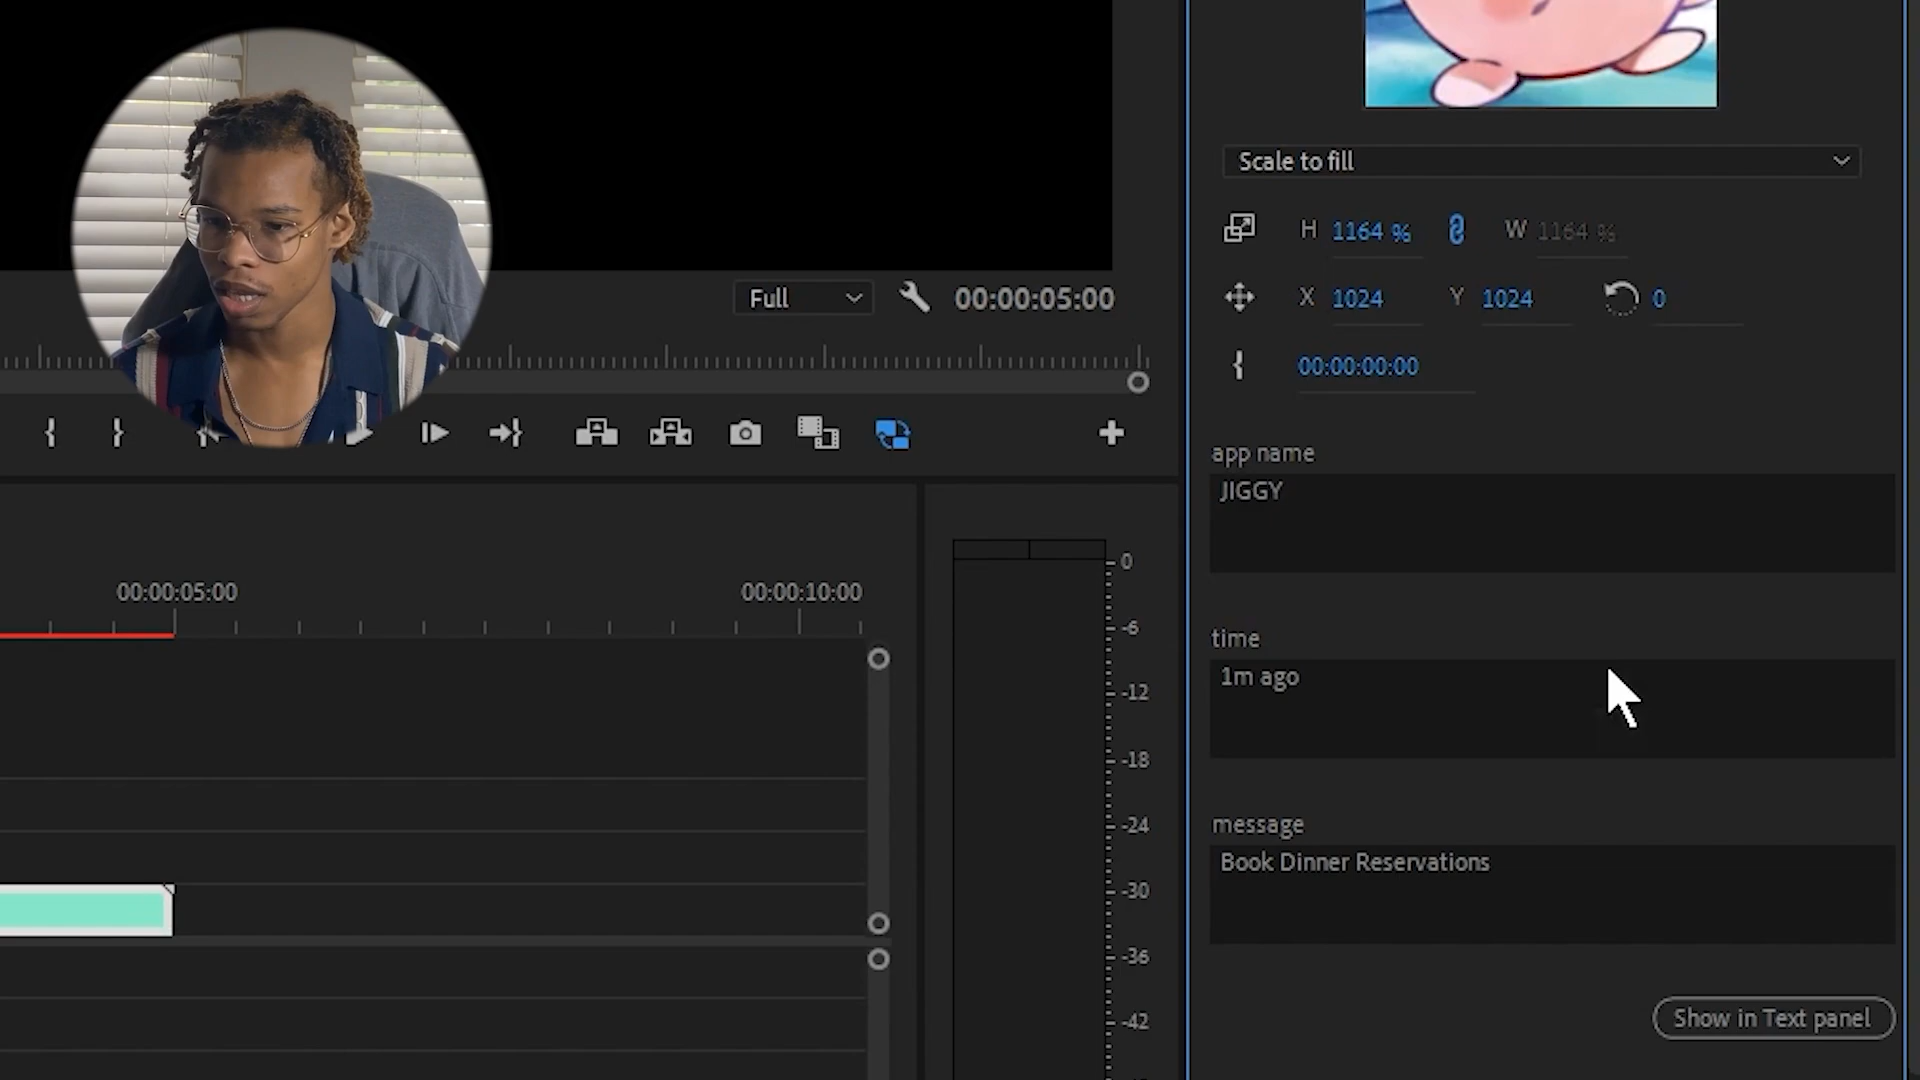 Scale to fill
H 1164 % W 1164 %
Full 00:00:05:00
X 1024 Y 1024 0
00:00:00:00
app name
JIGGY
00:00:05:00 00:00:10:00
0
-6
-12
-18
-24
-30
-36
-42
time
1m ago
message
Book Dinner Reservations
Show in Text panel